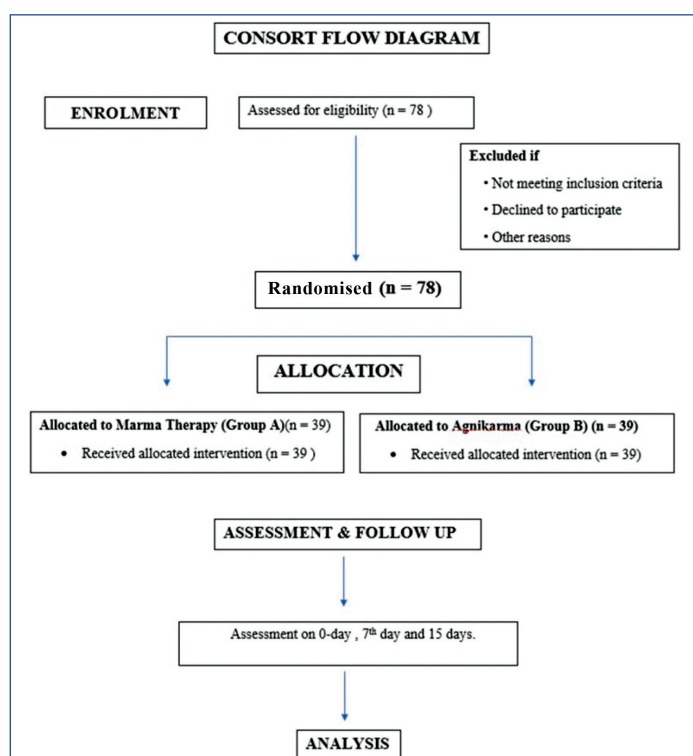 CONSORT FLOW DIAGRAM
ENROLMENT
Assessed for eligibility (n = 78 )
Excluded if
• Not meeting inclusion criteria
• Declined to participate
• Other reasons
Randomised (n = 78)
ALLOCATION
Allocated to Marma Therapy (Group A)(n = 39)
• Received allocated intervention (n = 39 )
Allocated to Agnikarma (Group B) (n = 39)
• Received allocated intervention (n = 39)
ASSESSMENT & FOLLOW UP
Assessment on 0-day , 7th day and 15 days.
ANALYSIS